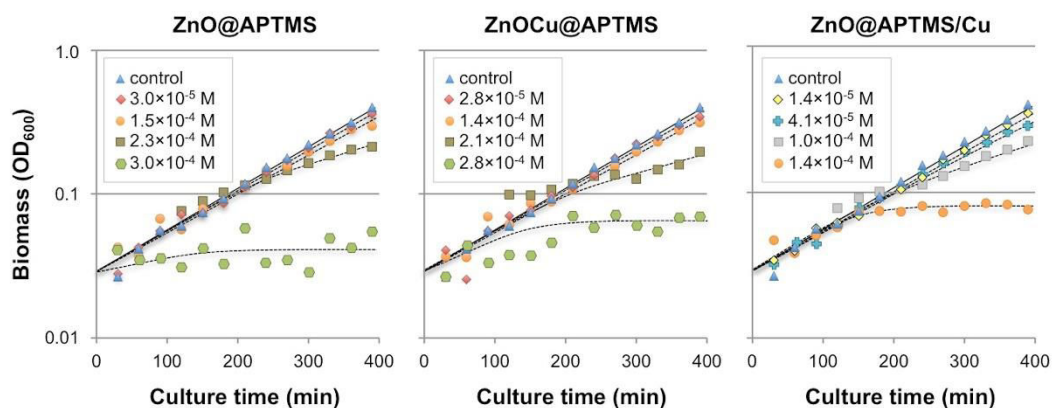 ZnO@APTMS
ZnOCu@APTMS
ZnO@APTMS/Cu
Biomass (OD₆₀₀)
1.0
0.1
0.01
control
3.0×10⁻⁵ M
1.5×10⁻⁴ M
2.3×10⁻⁴ M
3.0×10⁻⁴ M
control
2.8×10⁻⁵ M
1.4×10⁻⁴ M
2.1×10⁻⁴ M
2.8×10⁻⁴ M
control
1.4×10⁻⁵ M
4.1×10⁻⁵ M
1.0×10⁻⁴ M
1.4×10⁻⁴ M
0 100 200 300 400
0 100 200 300 400
0 100 200 300 400
Culture time (min)
Culture time (min)
Culture time (min)